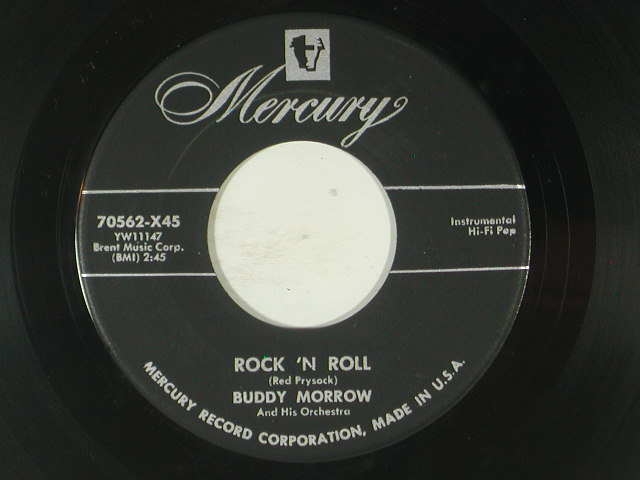 Mercury
70562-X45
YW11147
Brent Music Corp.
(BMI) 2:45
Instrumental
Hi-Fi Pop
ROCK 'N ROLL
(Red Prysock)
BUDDY MORROW
And His Orchestra
MERCURY RECORD CORPORATION, MADE IN U.S.A.